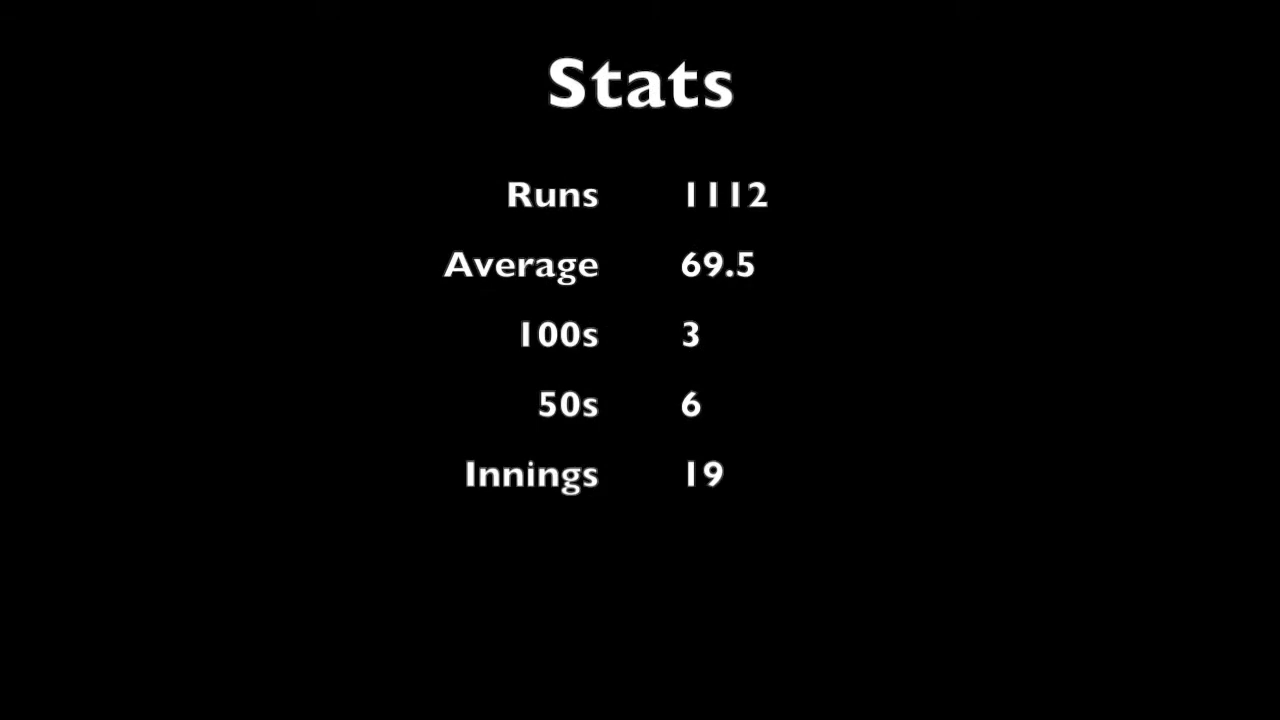 Stats
Runs 1112
Average 69.5
100s 3
50s 6
Innings 19